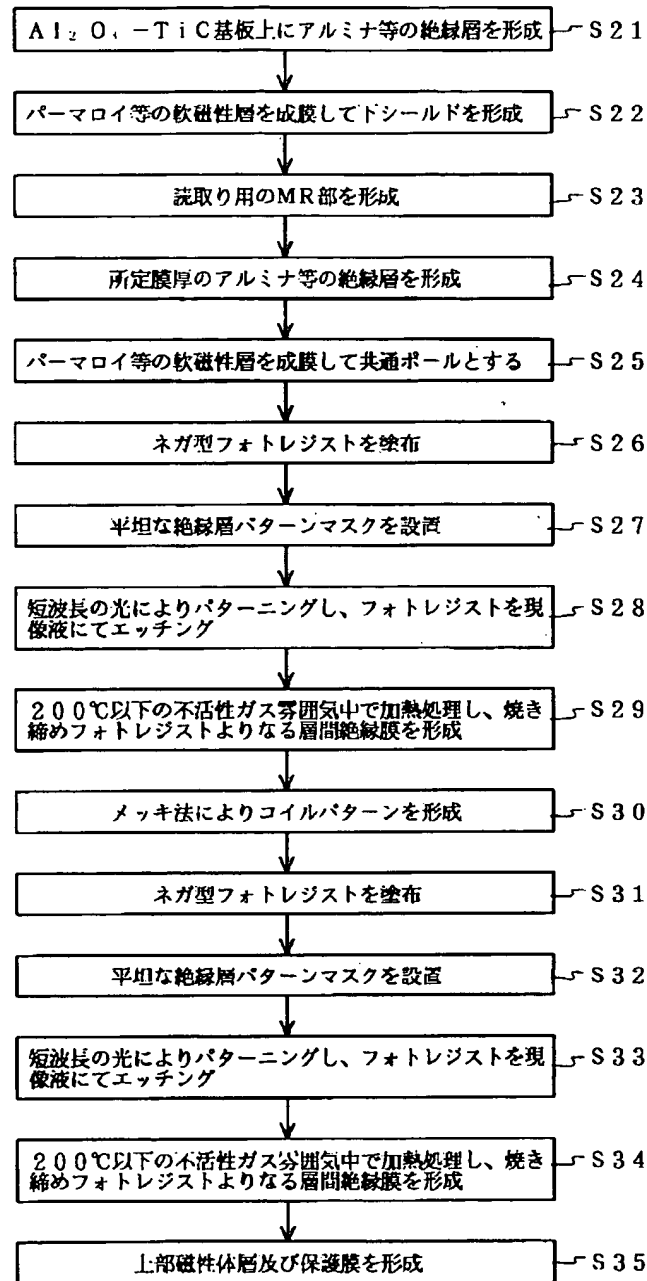 Al₂O₃－TiC基板上にアルミナ等の絶縁層を形成 S21
パーマロイ等の軟磁性層を成膜して下シールドを形成 S22
読取り用のMR部を形成 S23
所定膜厚のアルミナ等の絶縁層を形成 S24
パーマロイ等の軟磁性層を成膜して共通ポールとする S25
ネガ型フォトレジストを塗布 S26
平坦な絶縁層パターンマスクを設置 S27
短波長の光によりパターニングし、フォトレジストを現 S28
像液にてエッチング
200℃以下の不活性ガス雰囲気中で加熱処理し、焼き S29
締めフォトレジストよりなる層間絶縁膜を形成
メッキ法によりコイルパターンを形成 S30
ネガ型フォトレジストを塗布 S31
平坦な絶縁層パターンマスクを設置 S32
短波長の光によりパターニングし、フォトレジストを現 S33
像液にてエッチング
200℃以下の不活性ガス雰囲気中で加熱処理し、焼き S34
締めフォトレジストよりなる層間絶縁膜を形成
上部磁性体層及び保護膜を形成 S35